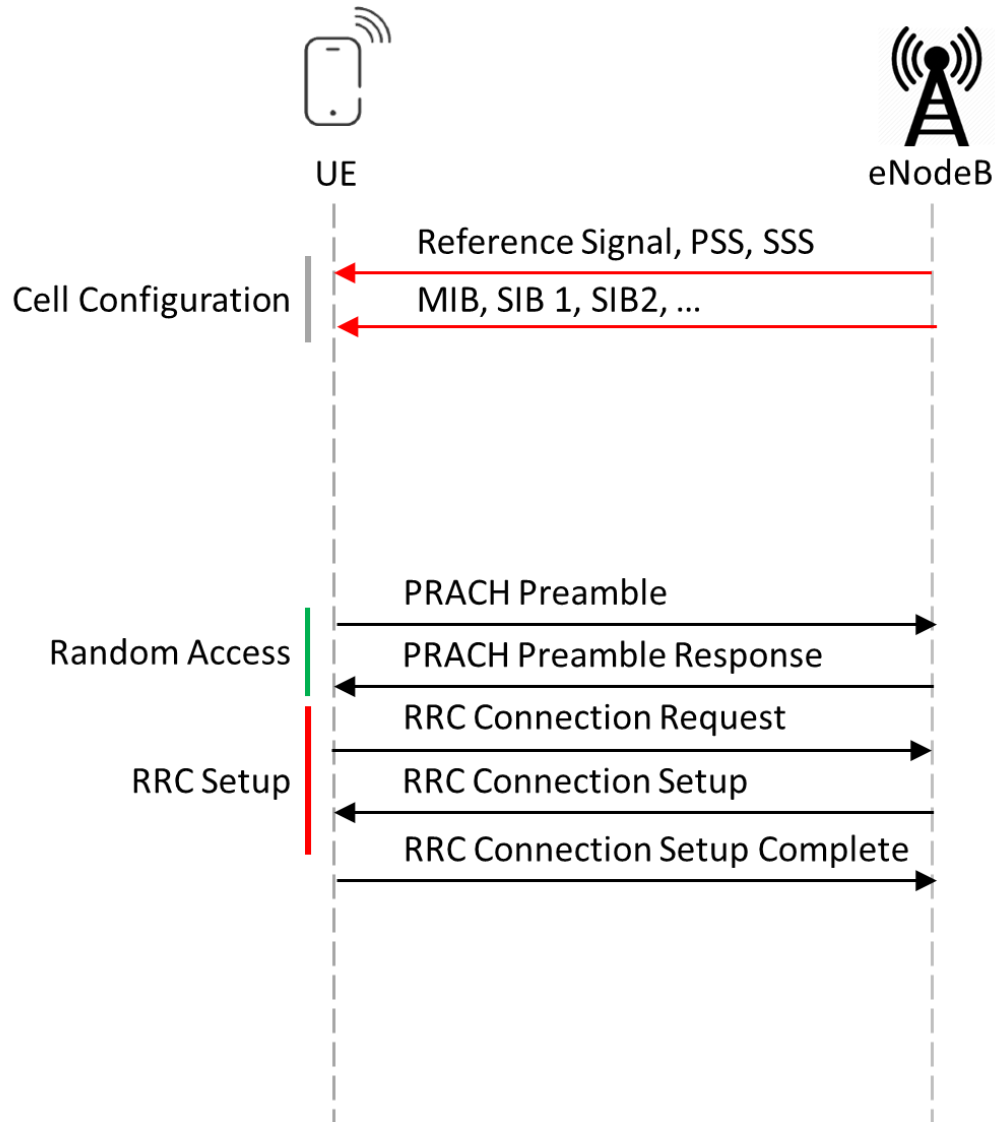 UE
eNodeB
Reference Signal, PSS, SSS
Cell Configuration
MIB, SIB 1, SIB2, ...
PRACH Preamble
Random Access
PRACH Preamble Response
RRC Connection Request
RRC Setup
RRC Connection Setup
RRC Connection Setup Complete